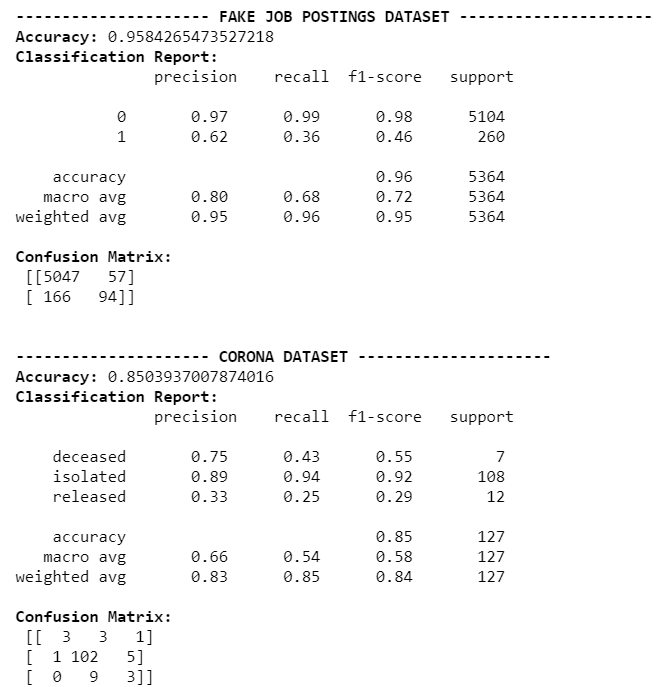 --------------------- FAKE JOB POSTINGS DATASET ---------------------
Accuracy: 0.9584265473527218
Classification Report:
precision recall f1-score support
0 0.97 0.99 0.98 5104
1 0.62 0.36 0.46 260
accuracy 0.96 5364
macro avg 0.80 0.68 0.72 5364
weighted avg 0.95 0.96 0.95 5364
Confusion Matrix:
[[5047 57]
[ 166 94]]
--------------------- CORONA DATASET ---------------------
Accuracy: 0.8503937007874016
Classification Report:
precision recall f1-score support
deceased 0.75 0.43 0.55 7
isolated 0.89 0.94 0.92 108
released 0.33 0.25 0.29 12
accuracy 0.85 127
macro avg 0.66 0.54 0.58 127
weighted avg 0.83 0.85 0.84 127
Confusion Matrix:
[[ 3 3 1]
[ 1 102 5]
[ 0 9 3]]